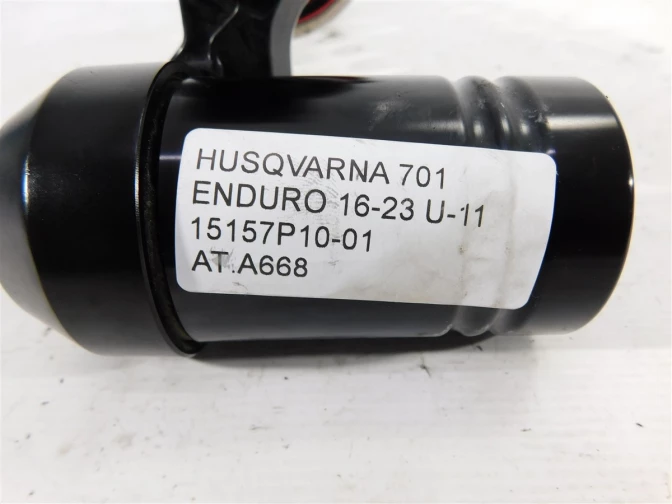 HUSQVARNA 701
ENDURO 16-23 U-11
15157P10-01
AT.A668